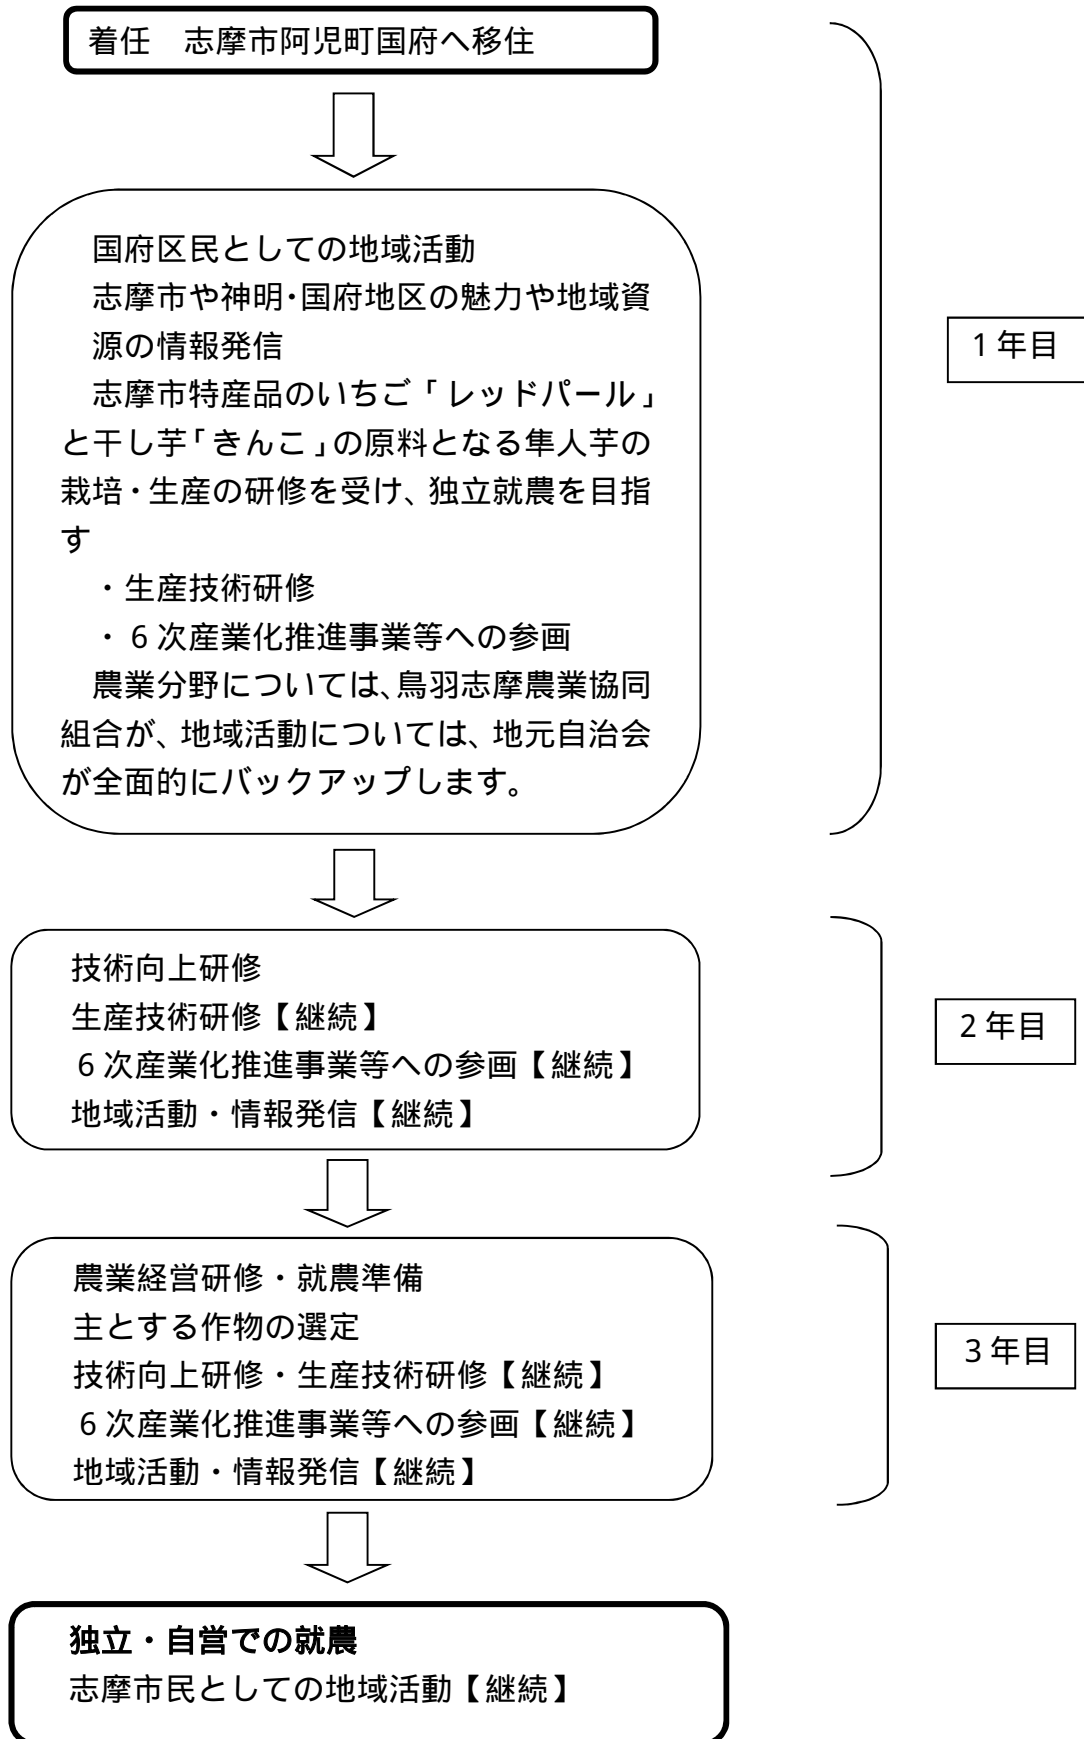 着任　志摩市阿児町国府へ移住
国府区民としての地域活動
志摩市や神明・国府地区の魅力や地域資
源の情報発信
志摩市特産品のいちご「レッドパール」
と干し芋「きんこ」の原料となる隼人芋の
栽培・生産の研修を受け、独立就農を目指
す
・生産技術研修
・６次産業化推進事業等への参画
農業分野については、鳥羽志摩農業協同
組合が、地域活動については、地元自治会
が全面的にバックアップします。
１年目
技術向上研修
生産技術研修【継続】
６次産業化推進事業等への参画【継続】
地域活動・情報発信【継続】
２年目
農業経営研修・就農準備
主とする作物の選定
技術向上研修・生産技術研修【継続】
６次産業化推進事業等への参画【継続】
地域活動・情報発信【継続】
３年目
独立・自営での就農
志摩市民としての地域活動【継続】